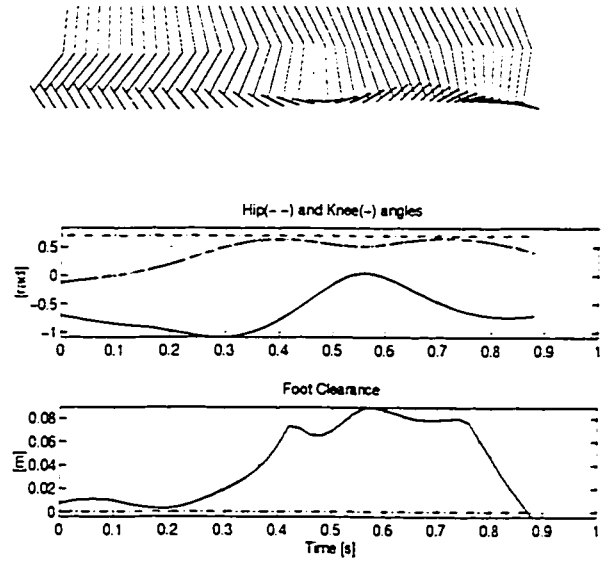 Hip(- -) and Knee(-) angles
[rad]
0.5
0
-0.5
-1
0 0.1 0.2 0.3 0.4 0.5 0.6 0.7 0.8 0.9 1
Foot Clearance
[m]
0.08
0.06
0.04
0.02
0
0 0.1 0.2 0.3 0.4 0.5 0.6 0.7 0.8 0.9 1
Time [s]